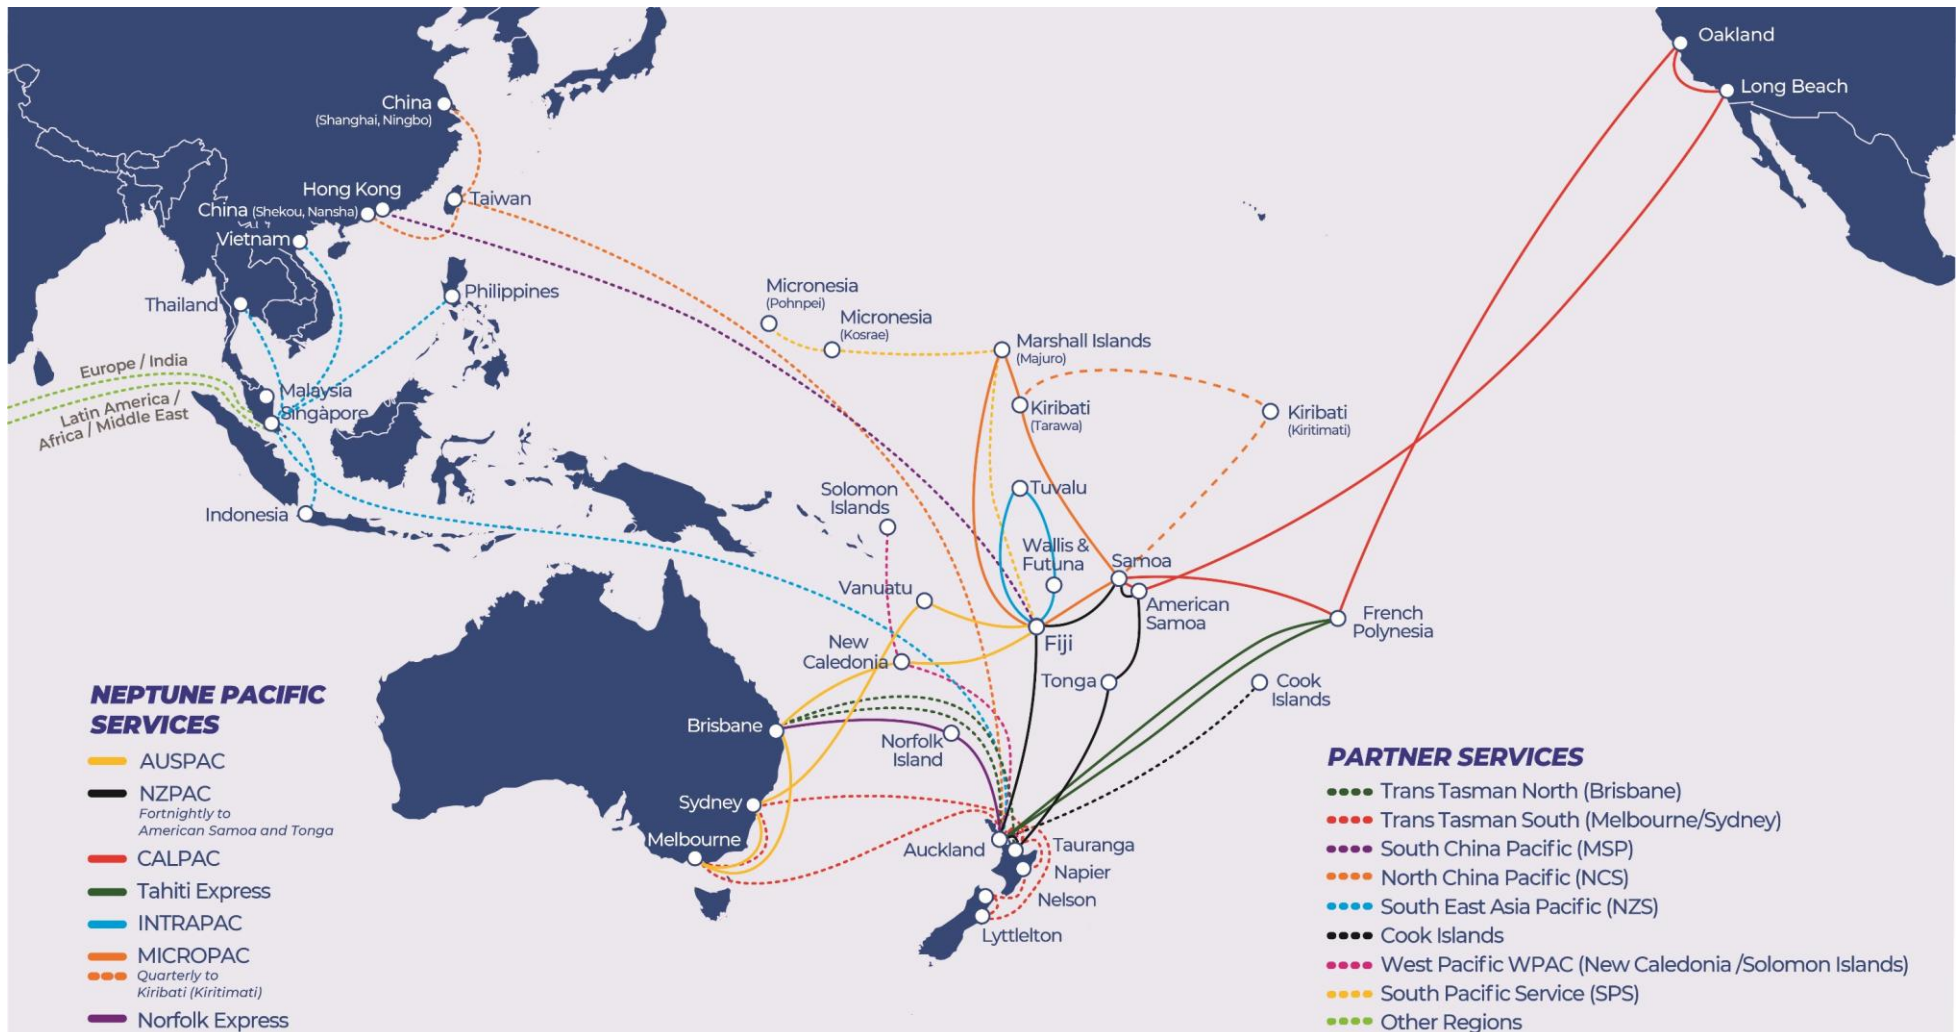 Oakland
Long Beach
China
(Shanghai, Ningbo)
Hong Kong
Taiwan
China (Shekou, Nansha)
Vietnam
Thailand
Philippines
Micronesia
(Pohnpei)
Micronesia
(Kosrae)
Marshall Islands
(Majuro)
Europe / India
Malaysia
Singapore
Latin America /
Africa / Middle East
Kiribati
(Tarawa)
Kiribati
(Kiritimati)
Indonesia
Solomon
Islands
Tuvalu
Wallis &
Futuna
Samoa
Vanuatu
American
Samoa
French
Polynesia
Fiji
New
Caledonia
Tonga
Cook
Islands
Brisbane
Norfolk
Island
Sydney
Melbourne
Auckland
Tauranga
Napier
Nelson
Lyttlelton
NEPTUNE PACIFIC
SERVICES
AUSPAC
NZPAC
Fortnightly to
American Samoa and Tonga
CALPAC
Tahiti Express
INTRAPAC
MICROPAC
Quarterly to
Kiribati (Kiritimati)
Norfolk Express
PARTNER SERVICES
Trans Tasman North (Brisbane)
Trans Tasman South (Melbourne/Sydney)
South China Pacific (MSP)
North China Pacific (NCS)
South East Asia Pacific (NZS)
Cook Islands
West Pacific WPAC (New Caledonia /Solomon Islands)
South Pacific Service (SPS)
Other Regions